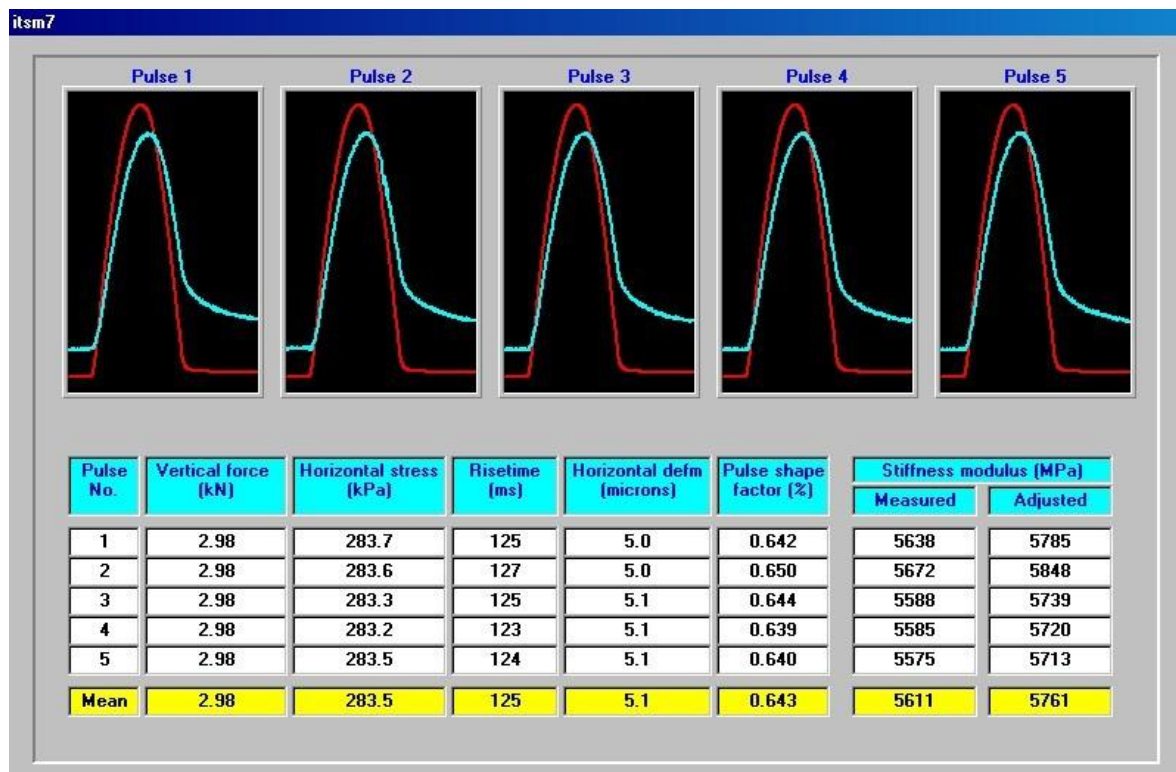 itsm7
Pulse 1 Pulse 2 Pulse 3 Pulse 4 Pulse 5
Pulse No. Vertical force (kN) Horizontal stress (kPa) Risetime (ms) Horizontal defm (microns) Pulse shape factor (%) Stiffness modulus (MPa)
Measured Adjusted
1 2.98 283.7 125 5.0 0.642 5638 5785
2 2.98 283.6 127 5.0 0.650 5672 5848
3 2.98 283.3 125 5.1 0.644 5588 5739
4 2.98 283.2 123 5.1 0.639 5585 5720
5 2.98 283.5 124 5.1 0.640 5575 5713
Mean 2.98 283.5 125 5.1 0.643 5611 5761